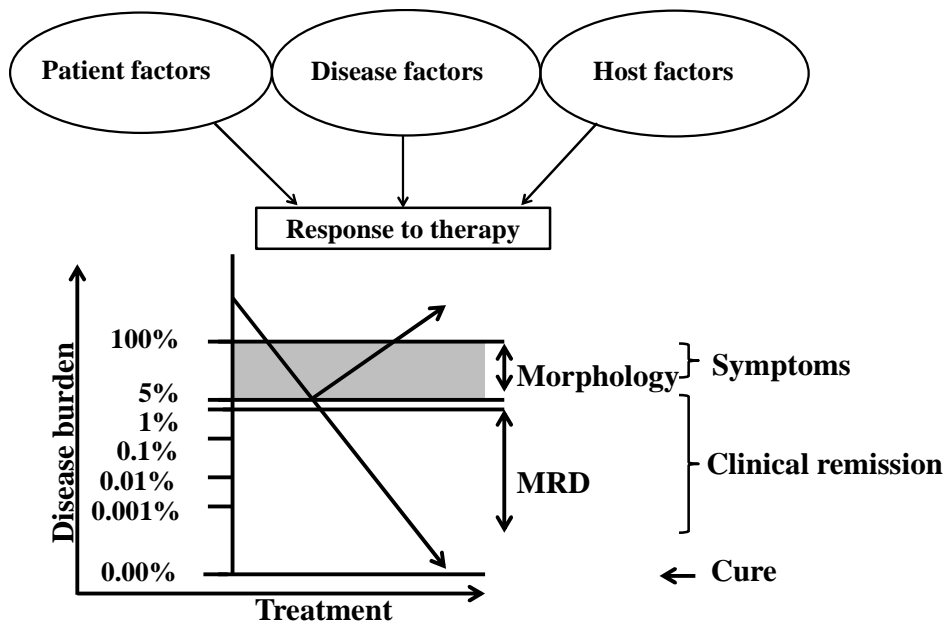 Patient factors
Disease factors
Host factors
Response to therapy
Disease burden
100%
5%
1%
0.1%
0.01%
0.001%
0.00%
Morphology
MRD
Symptoms
Clinical remission
Cure
Treatment